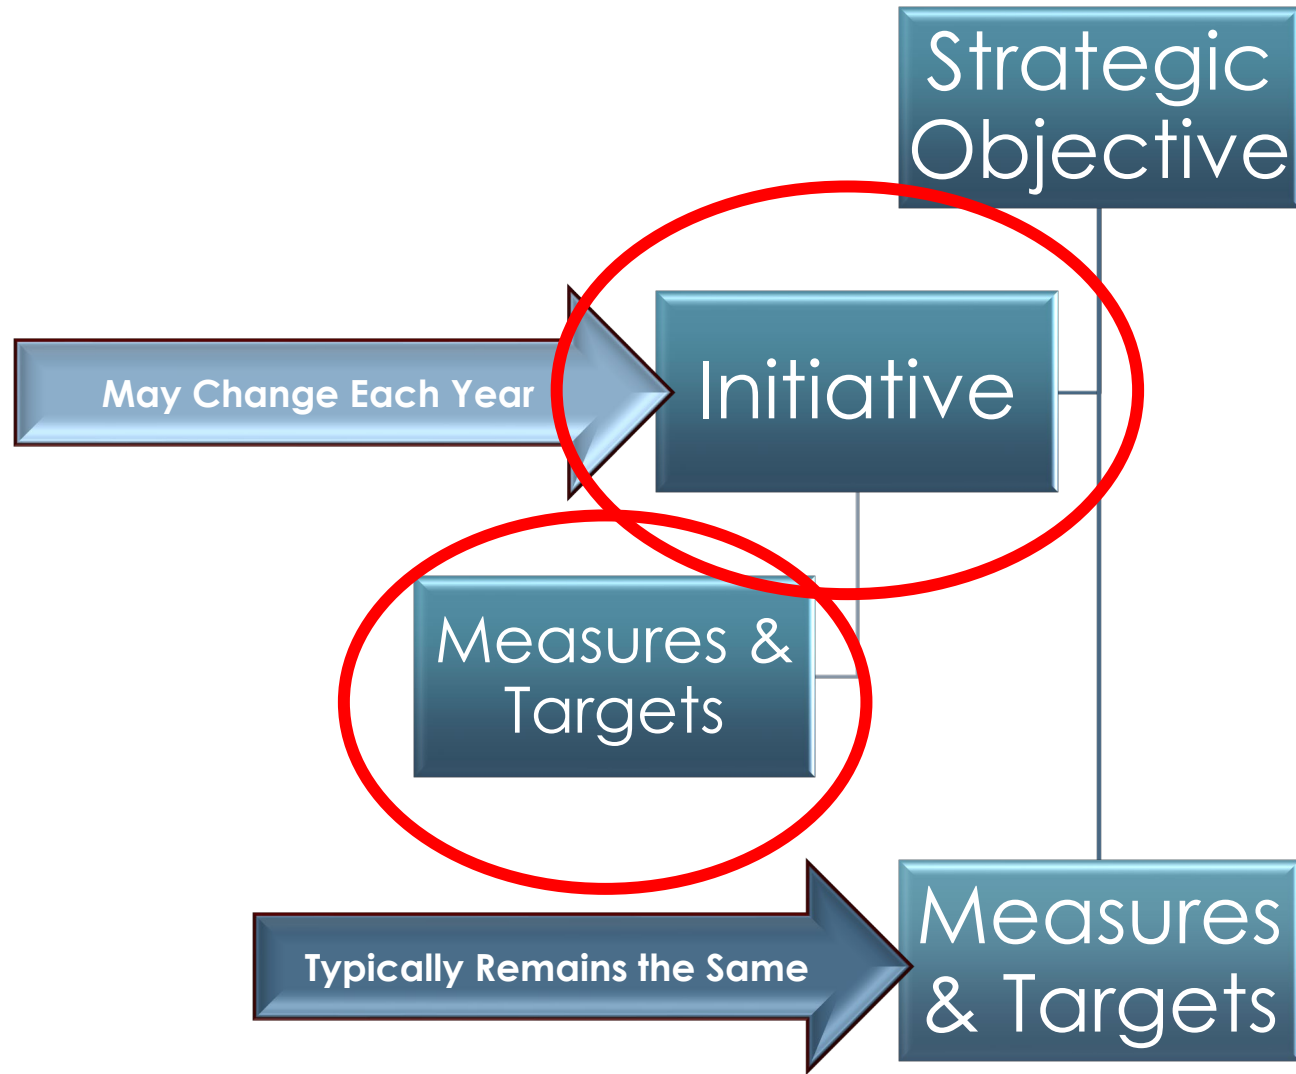 Strategic
Objective
May Change Each Year
Initiative
Measures &
Targets
Typically Remains the Same
Measures
& Targets